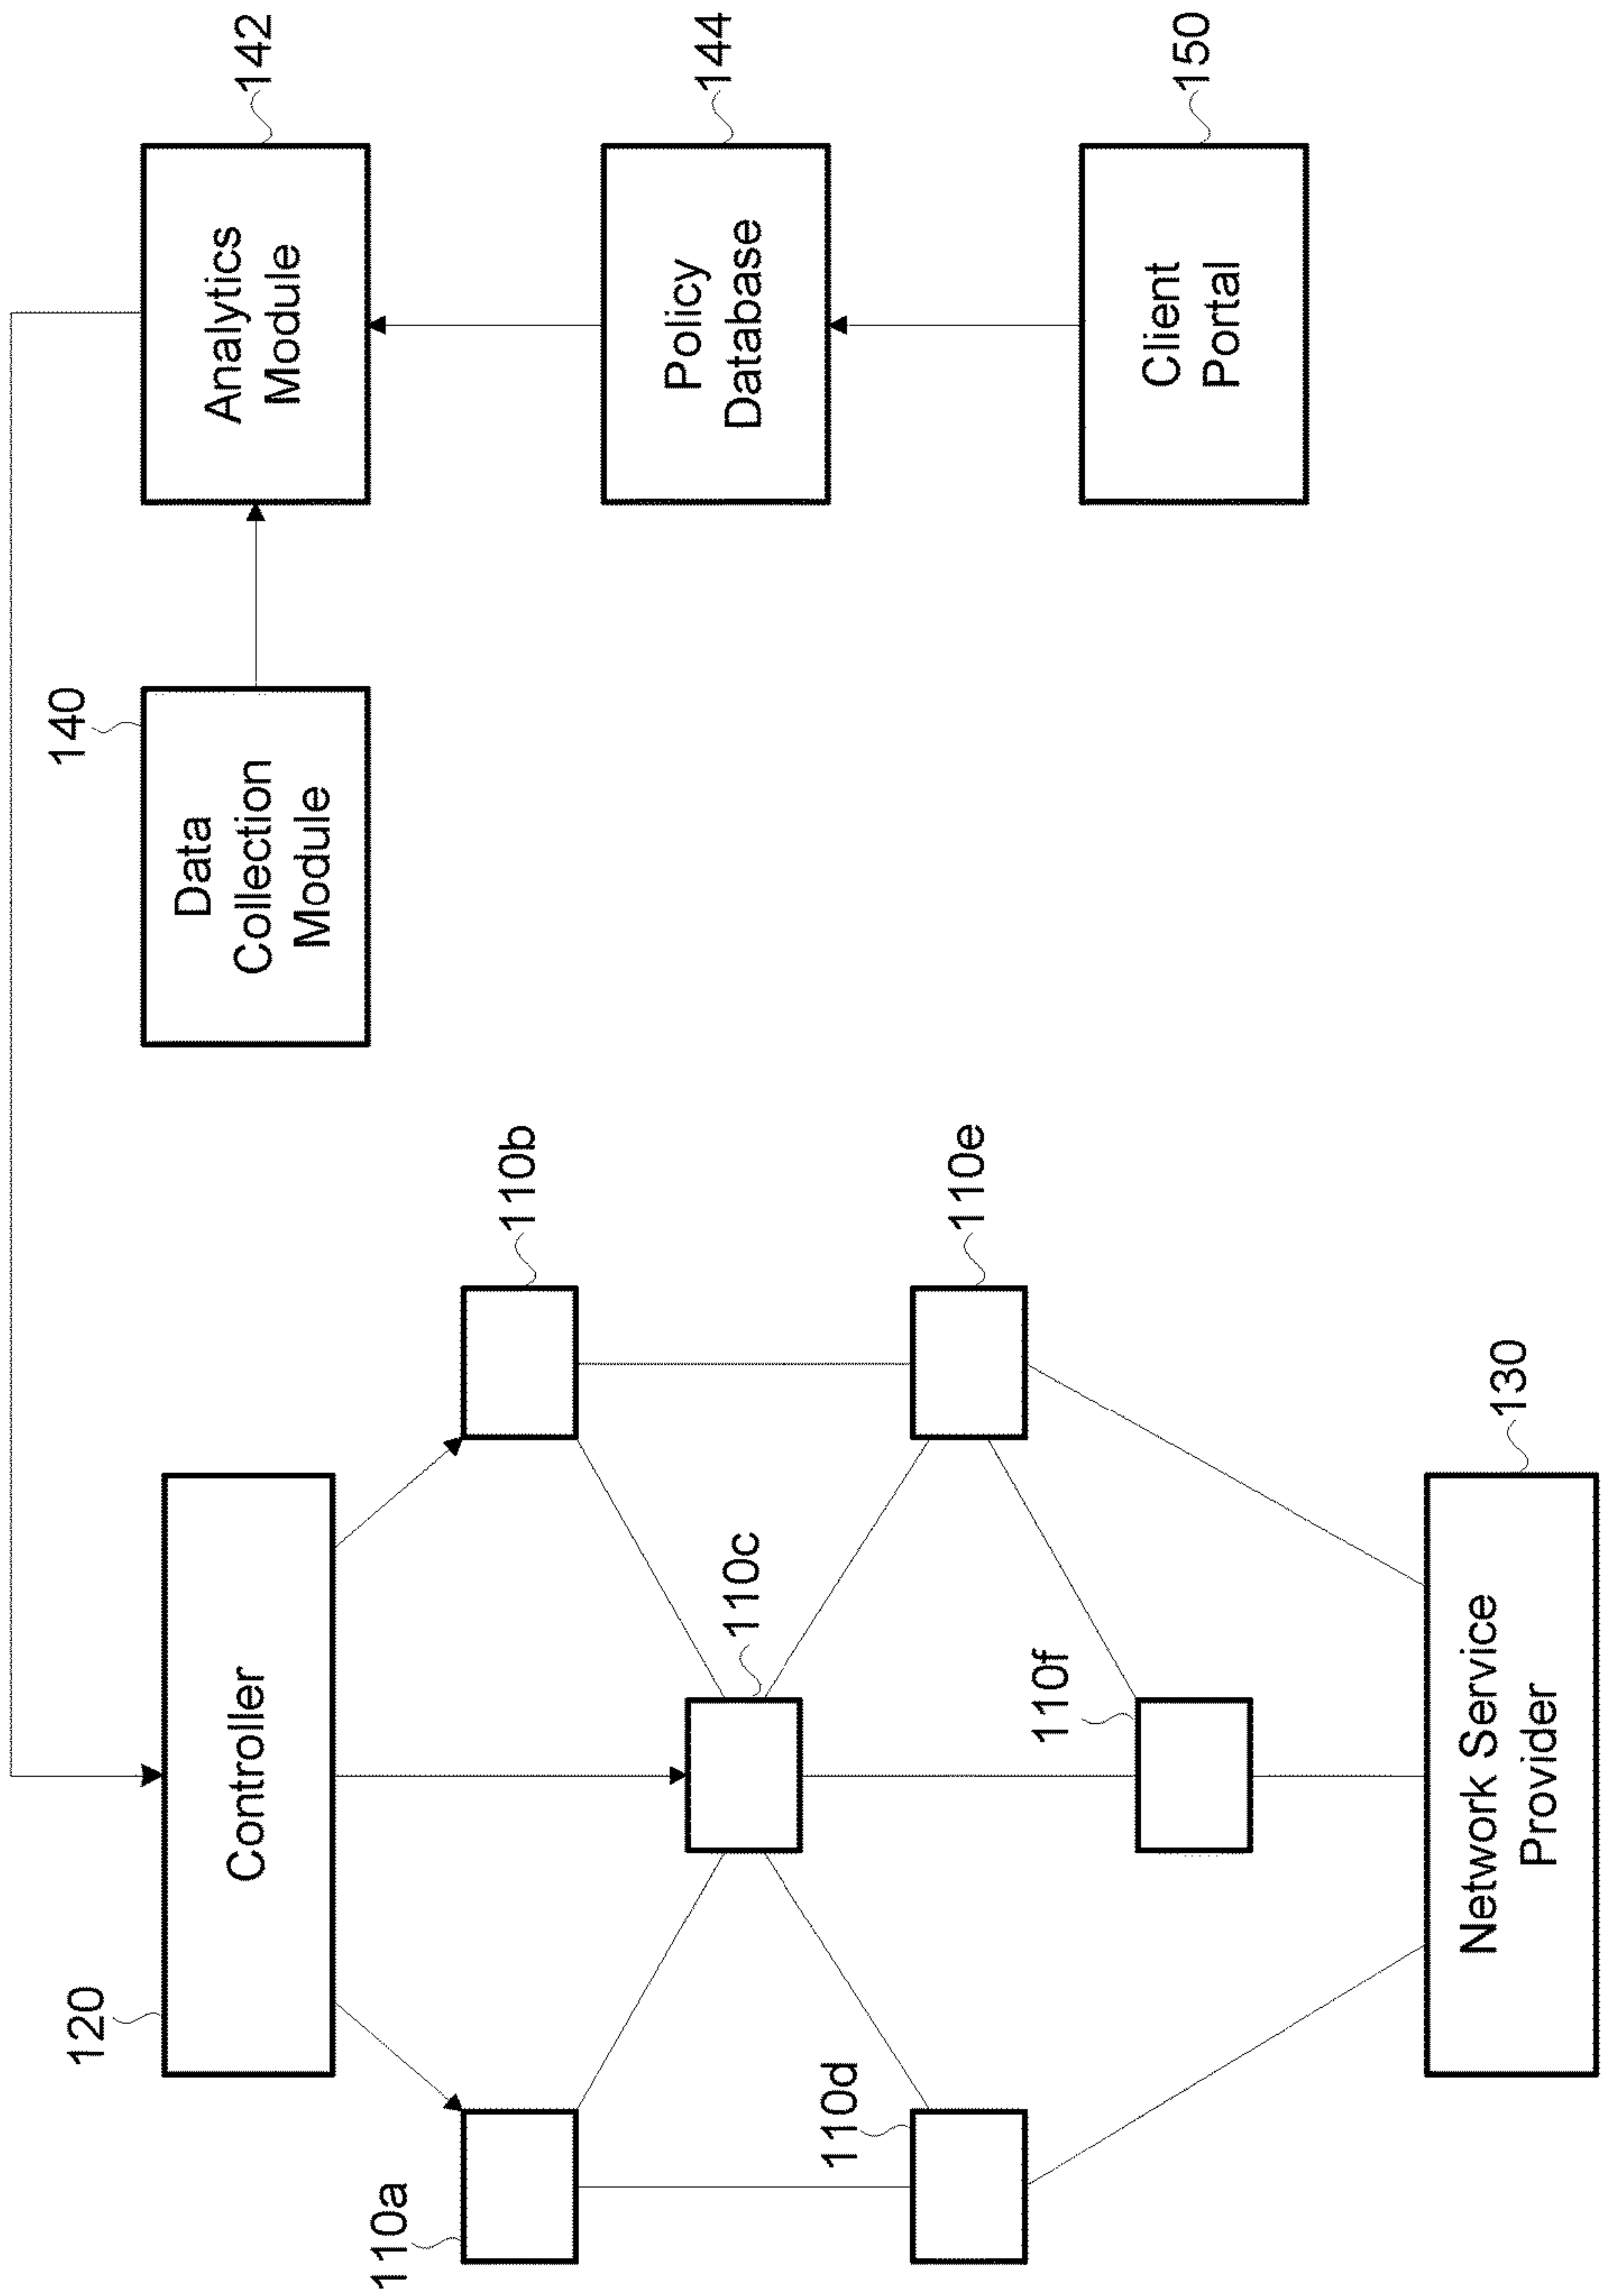 120
Controller
110a
110b
110c
110d
110e
110f
Network Service
Provider
130
140
Data
Collection
Module
Analytics
Module
142
Policy
Database
144
Client
Portal
150